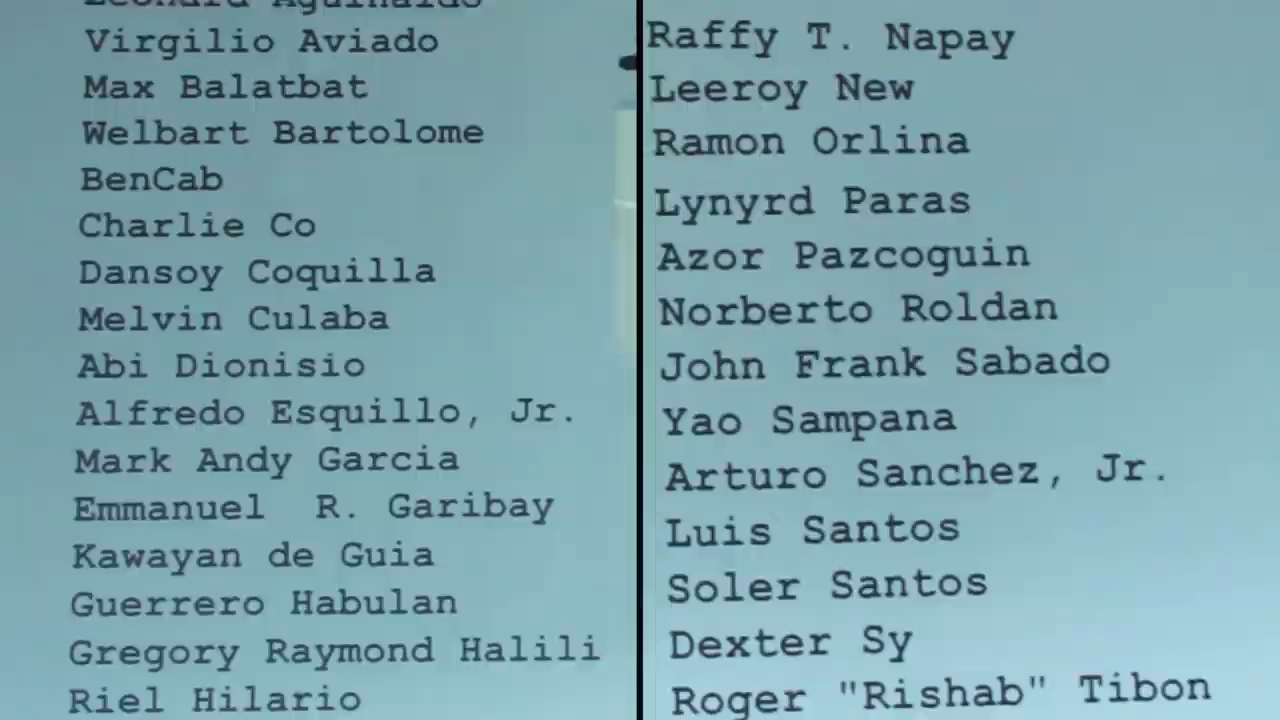 Leonard Aguinaldo
Virgilio Aviado
Max Balatbat
Welbart Bartolome
BenCab
Charlie Co
Dansoy Coquilla
Melvin Culaba
Abi Dionisio
Alfredo Esquillo, Jr.
Mark Andy Garcia
Emmanuel  R. Garibay
Kawayan de Guia
Guerrero Habulan
Gregory Raymond Halili
Riel Hilario
Raffy T. Napay
Leeroy New
Ramon Orlina
Lynyrd Paras
Azor Pazcoguin
Norberto Roldan
John Frank Sabado
Yao Sampana
Arturo Sanchez, Jr.
Luis Santos
Soler Santos
Dexter Sy
Roger "Rishab" Tibon